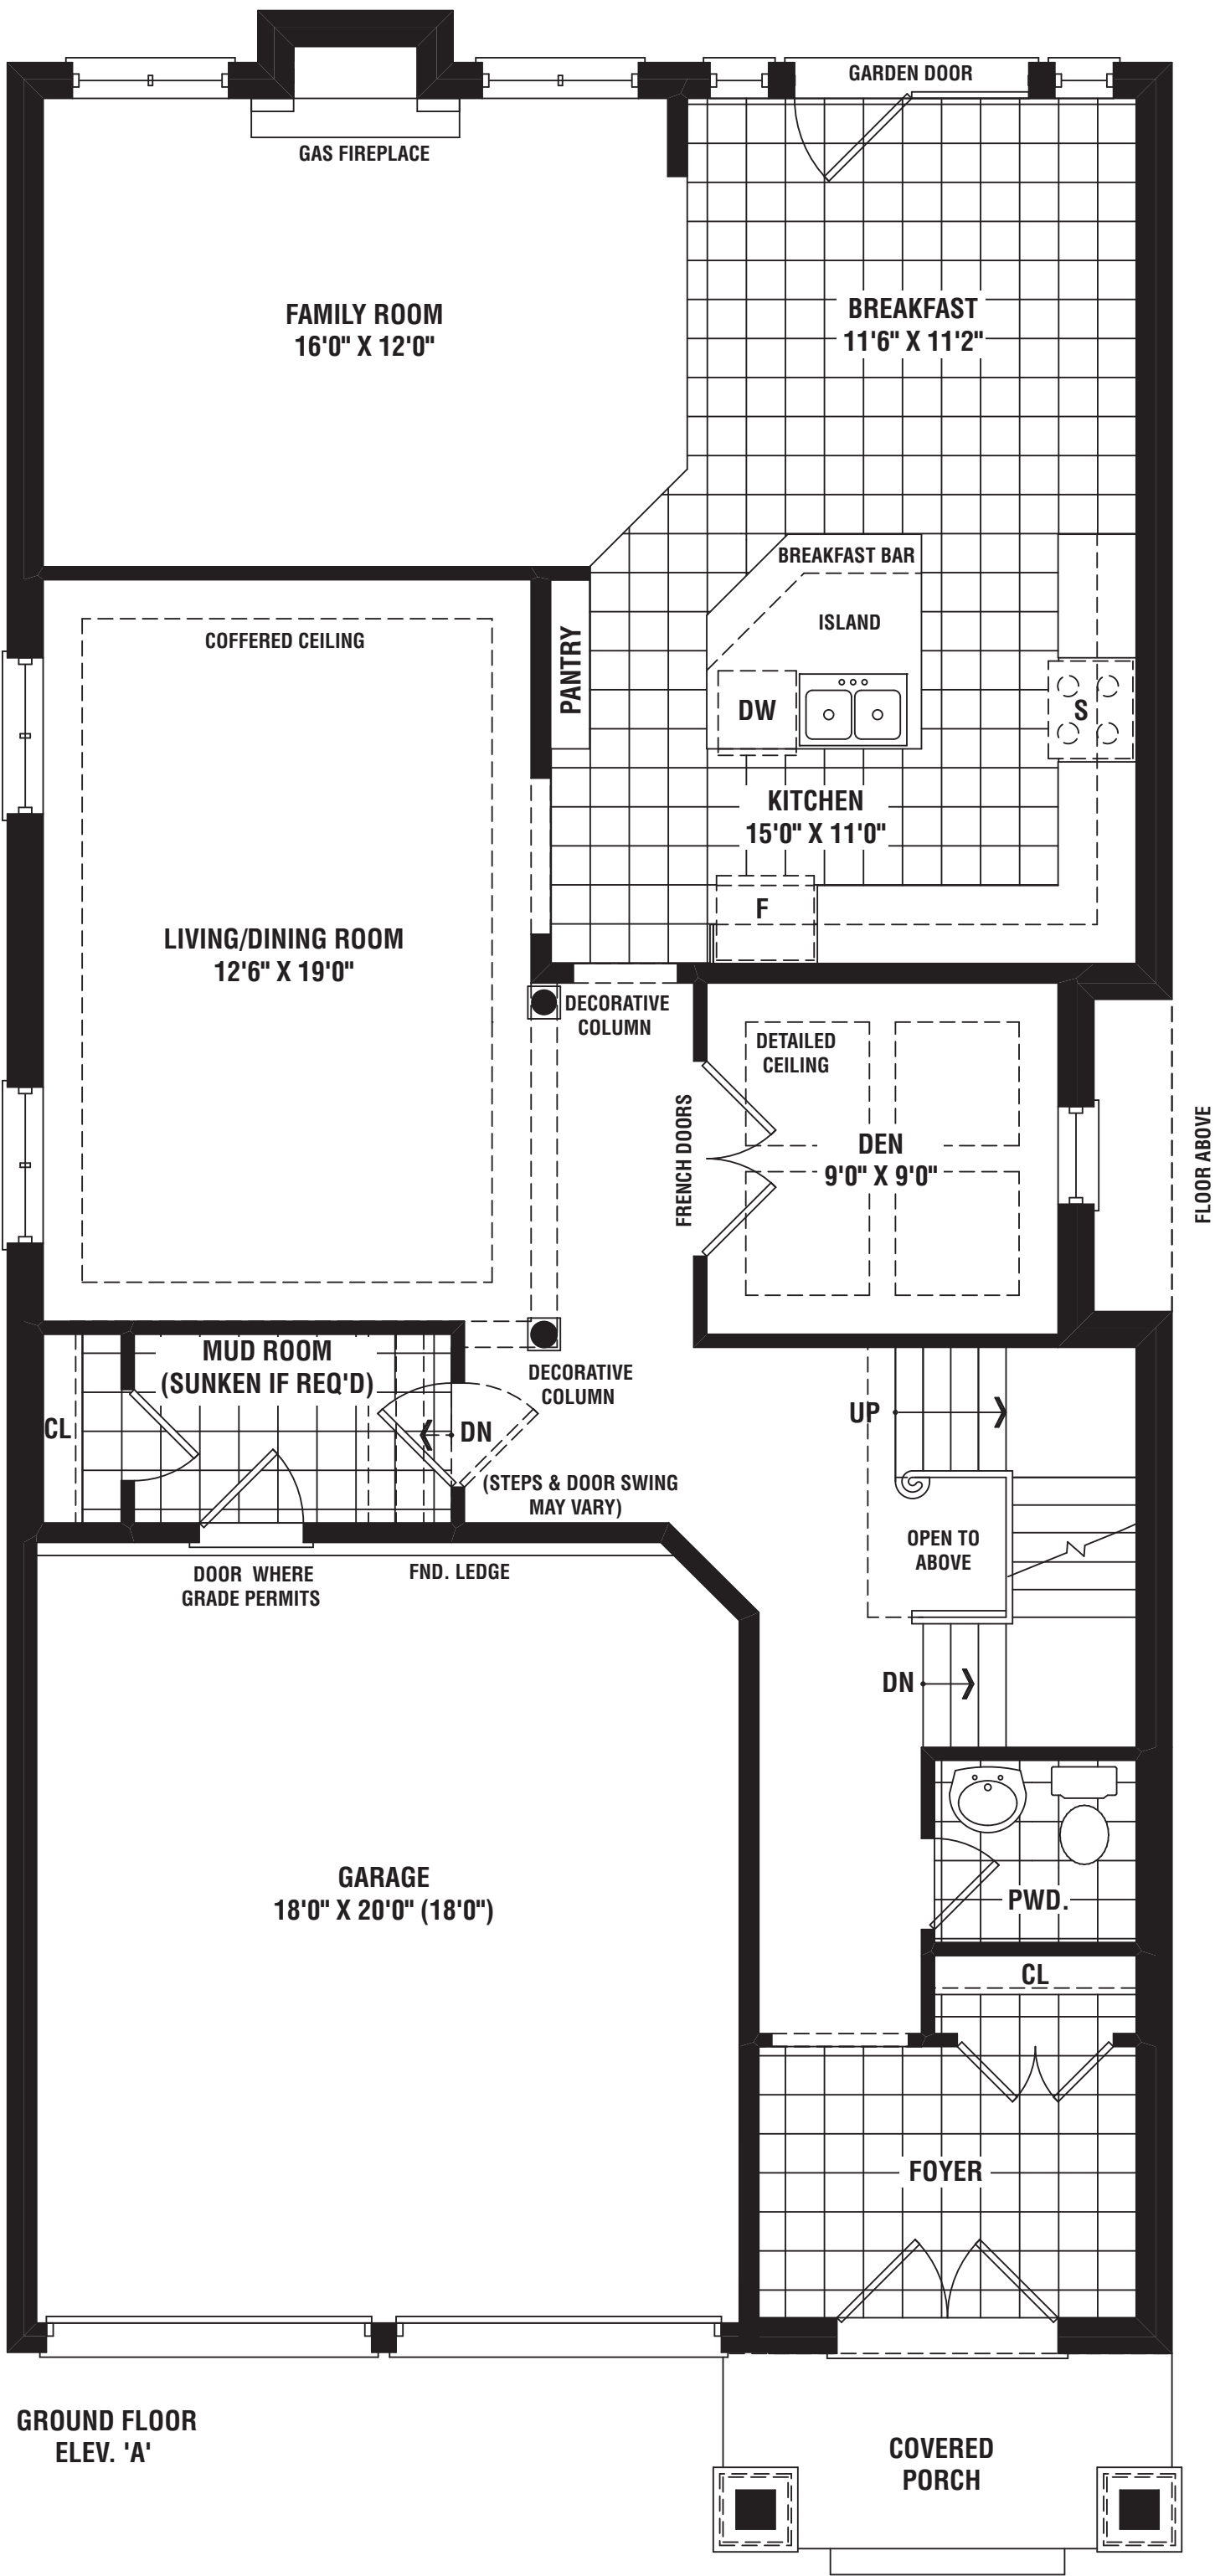 GARDEN DOOR
GAS FIREPLACE
FAMILY ROOM
16'0" X 12'0"
BREAKFAST
11'6" X 11'2"
BREAKFAST BAR
ISLAND
COFFERED CEILING
PANTRY
DW
S
KITCHEN
15'0" X 11'0"
F
LIVING/DINING ROOM
12'6" X 19'0"
DECORATIVE
COLUMN
DETAILED
CEILING
FRENCH DOORS
DEN
9'0" X 9'0"
FLOOR ABOVE
MUD ROOM
(SUNKEN IF REQ'D)
CL
DN
DECORATIVE
COLUMN
(STEPS & DOOR SWING
MAY VARY)
UP
OPEN TO
ABOVE
DOOR WHERE
GRADE PERMITS
FND. LEDGE
DN
GARAGE
18'0" X 20'0" (18'0")
PWD.
CL
FOYER
GROUND FLOOR
ELEV. 'A'
COVERED
PORCH